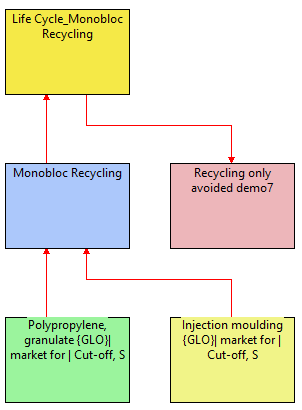 Life Cycle_Monobloc
Recycling
Monobloc Recycling
Recycling only
avoided demo7
Polypropylene,
granulate {GLO}|
market for | Cut-off, S
Injection moulding
{GLO}| market for |
Cut-off, S